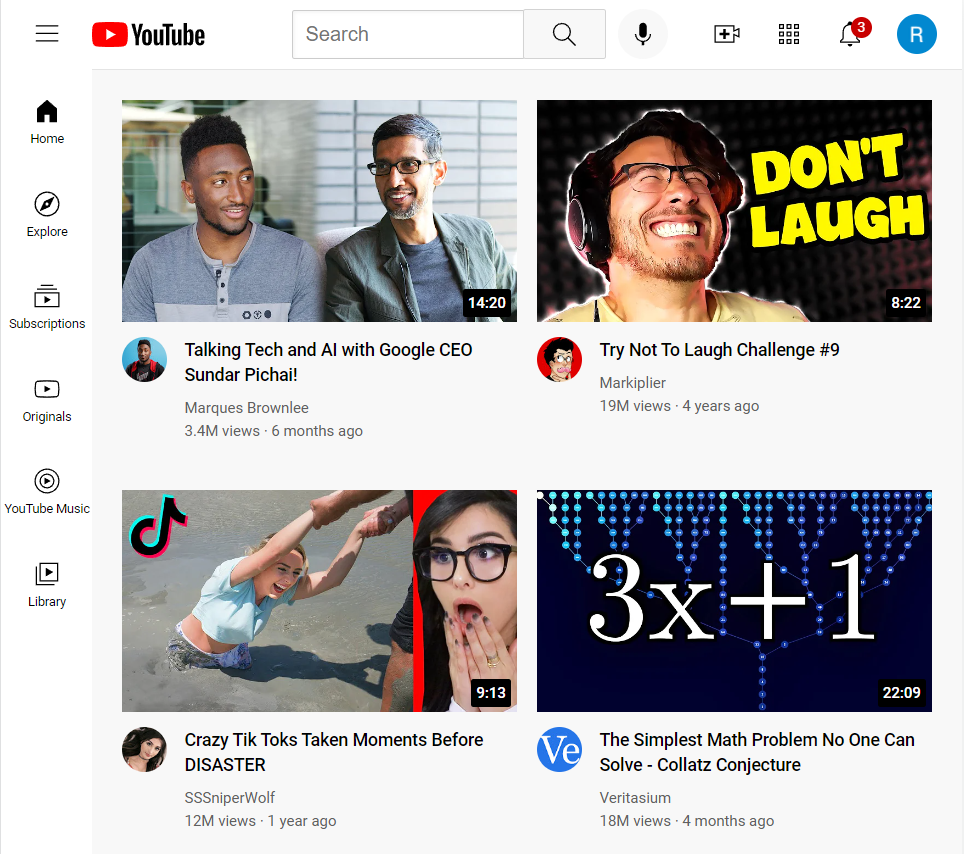 YouTube
Search
3
R
Home
Explore
Subscriptions
Originals
YouTube Music
Library
DON'T
LAUGH
14:20
8:22
Talking Tech and AI with Google CEO
Sundar Pichai!
Marques Brownlee
3.4M views · 6 months ago
Try Not To Laugh Challenge #9
Markiplier
19M views · 4 years ago
3x+1
9:13
22:09
Crazy Tik Toks Taken Moments Before
DISASTER
SSSniperWolf
12M views · 1 year ago
Ve
The Simplest Math Problem No One Can
Solve - Collatz Conjecture
Veritasium
18M views · 4 months ago